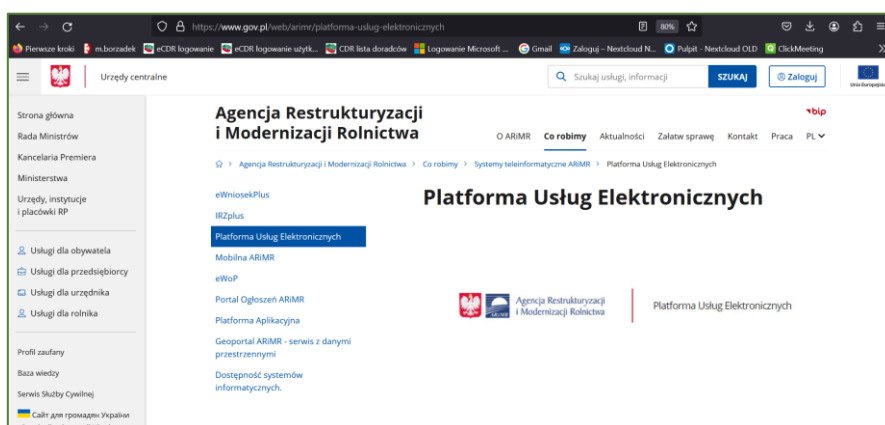 https://www.gov.pl/web/arimr/platforma-uslug-elektronicznych
80%
Pierwsze kroki
m.borzadek
eCDR logowanie
eCDR logowanie użytk...
CDR lista doradców
Logowanie Microsoft ...
Gmail
Zaloguj – Nextcloud N...
Pulpit - Nextcloud OLD
ClickMeeting
Urzędy centralne
Szukaj usługi, informacji
SZUKAJ
Zaloguj
Unia Europejska
Strona główna
Rada Ministrów
Kancelaria Premiera
Ministerstwa
Urzędy, instytucje
i placówki RP
Usługi dla obywatela
Usługi dla przedsiębiorcy
Usługi dla urzędnika
Usługi dla rolnika
Profil zaufany
Baza wiedzy
Serwis Służby Cywilnej
Сайт для громадян України
Agencja Restrukturyzacji
i Modernizacji Rolnictwa
bip
O ARiMR
Co robimy
Aktualności
Załatw sprawę
Kontakt
Praca
PL
Agencja Restrukturyzacji i Modernizacji Rolnictwa > Co robimy > Systemy teleinformatyczne ARiMR > Platforma Usług Elektronicznych
eWniosekPlus
IRZplus
Platforma Usług Elektronicznych
Mobilna ARiMR
eWoP
Portal Ogłoszeń ARiMR
Platforma Aplikacyjna
Geoportal ARiMR - serwis z danymi
przestrzennymi
Dostępność systemów
informatycznych.
Platforma Usług Elektronicznych
Agencja Restrukturyzacji
i Modernizacji Rolnictwa
Platforma Usług Elektronicznych